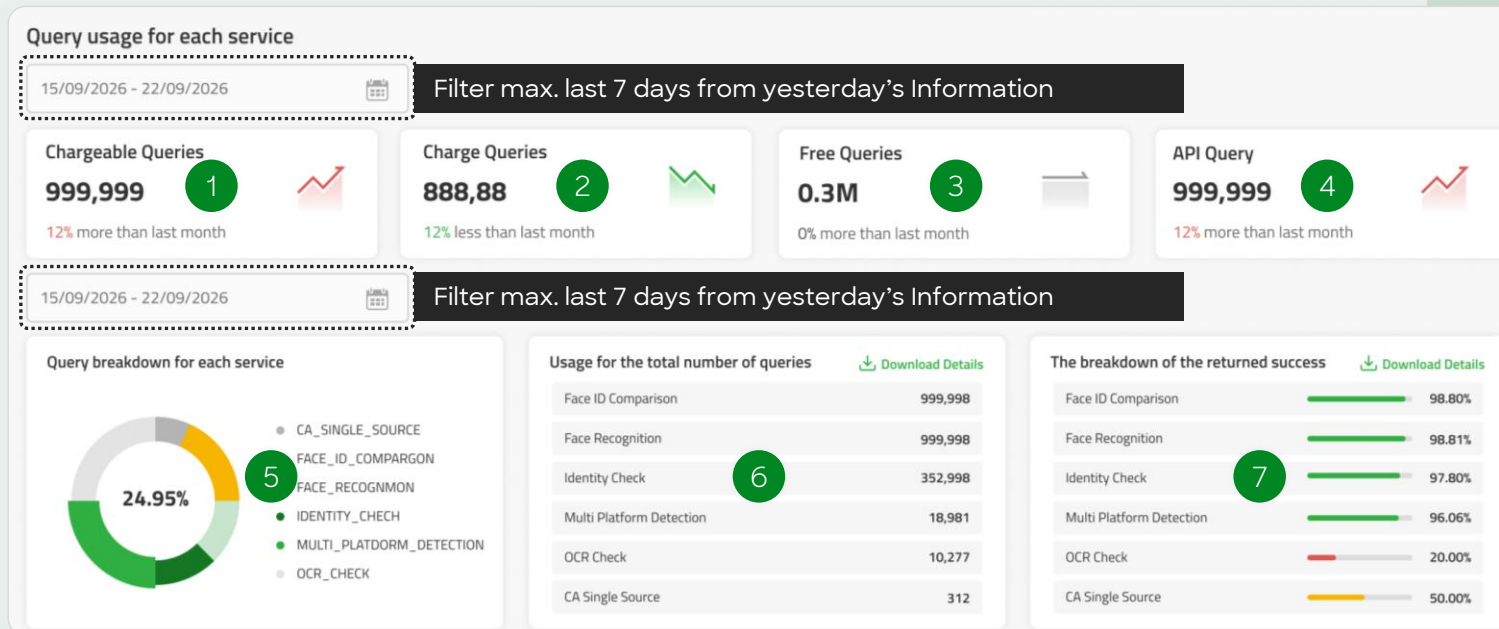 Query usage for each service
15/09/2026 - 22/09/2026
Filter max. last 7 days from yesterday's Information
Chargeable Queries
999,999
1
12% more than last month
Charge Queries
888,88
2
12% less than last month
Free Queries
0.3M
3
0% more than last month
API Query
999,999
4
12% more than last month
15/09/2026 - 22/09/2026
Filter max. last 7 days from yesterday's Information
Query breakdown for each service
24.95%
5
CA_SINGLE_SOURCE
FACE_ID_COMPARGON
FACE_RECOGNMON
IDENTITY_CHECH
MULTI_PLATDORM_DETECTION
OCR_CHECK
Usage for the total number of queries
Download Details
Face ID Comparison 999,998
Face Recognition 999,998
Identity Check 352,998
6
Multi Platform Detection 18,981
OCR Check 10,277
CA Single Source 312
The breakdown of the returned success
Download Details
Face ID Comparison 98.80%
Face Recognition 98.81%
Identity Check 97.80%
7
Multi Platform Detection 96.06%
OCR Check 20.00%
CA Single Source 50.00%